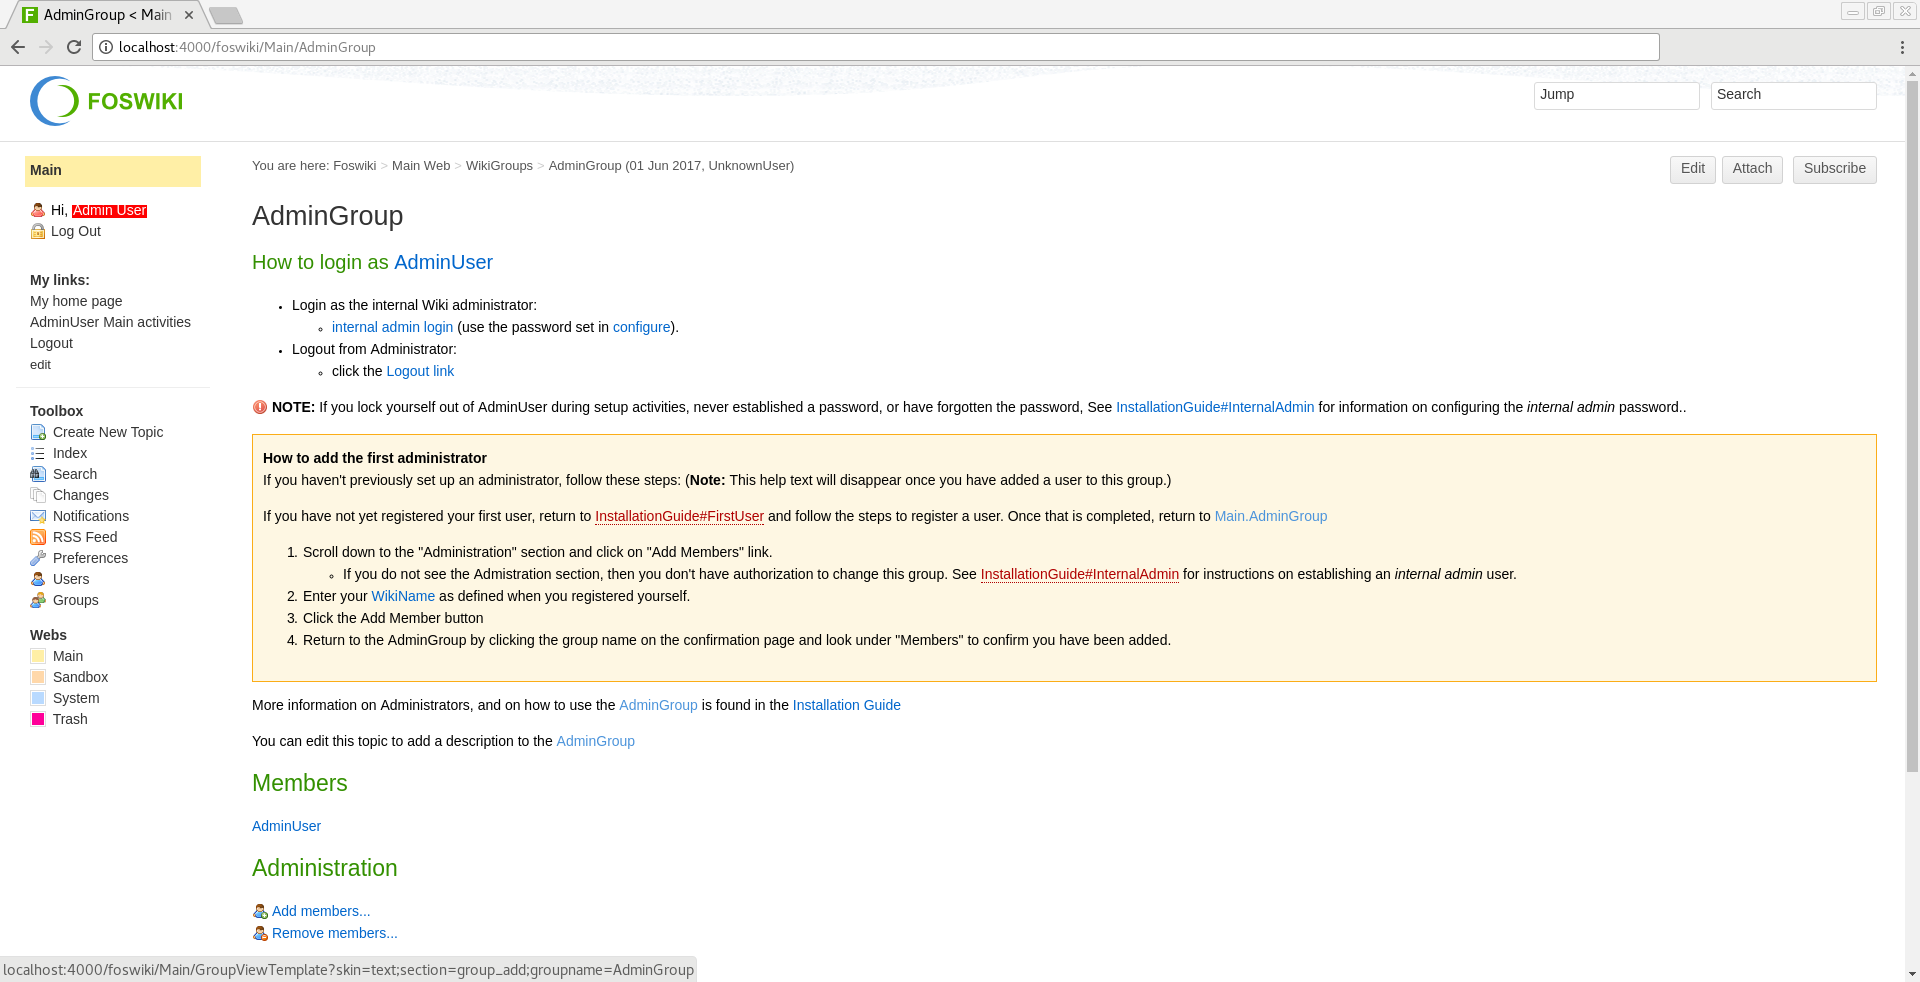 AdminGroup < Main
localhost:4000/foswiki/Main/AdminGroup
FOSWIKI
Jump
Search
Main
Hi, Admin User
Log Out
My links:
My home page
AdminUser Main activities
Logout
edit
Toolbox
Create New Topic
Index
Search
Changes
Notifications
RSS Feed
Preferences
Users
Groups
Webs
Main
Sandbox
System
Trash
You are here: Foswiki > Main Web > WikiGroups > AdminGroup (01 Jun 2017, UnknownUser)
Edit
Attach
Subscribe
AdminGroup
How to login as AdminUser
• Login as the internal Wiki administrator:
◦ internal admin login (use the password set in configure).
• Logout from Administrator:
◦ click the Logout link
NOTE: If you lock yourself out of AdminUser during setup activities, never established a password, or have forgotten the password, See InstallationGuide#InternalAdmin for information on configuring the internal admin password..
How to add the first administrator
If you haven't previously set up an administrator, follow these steps: (Note: This help text will disappear once you have added a user to this group.)
If you have not yet registered your first user, return to InstallationGuide#FirstUser and follow the steps to register a user. Once that is completed, return to Main.AdminGroup
1. Scroll down to the "Administration" section and click on "Add Members" link.
◦ If you do not see the Admistration section, then you don't have authorization to change this group. See InstallationGuide#InternalAdmin for instructions on establishing an internal admin user.
2. Enter your WikiName as defined when you registered yourself.
3. Click the Add Member button
4. Return to the AdminGroup by clicking the group name on the confirmation page and look under "Members" to confirm you have been added.
More information on Administrators, and on how to use the AdminGroup is found in the Installation Guide
You can edit this topic to add a description to the AdminGroup
Members
AdminUser
Administration
Add members...
Remove members...
localhost:4000/foswiki/Main/GroupViewTemplate?skin=text;section=group_add;groupname=AdminGroup